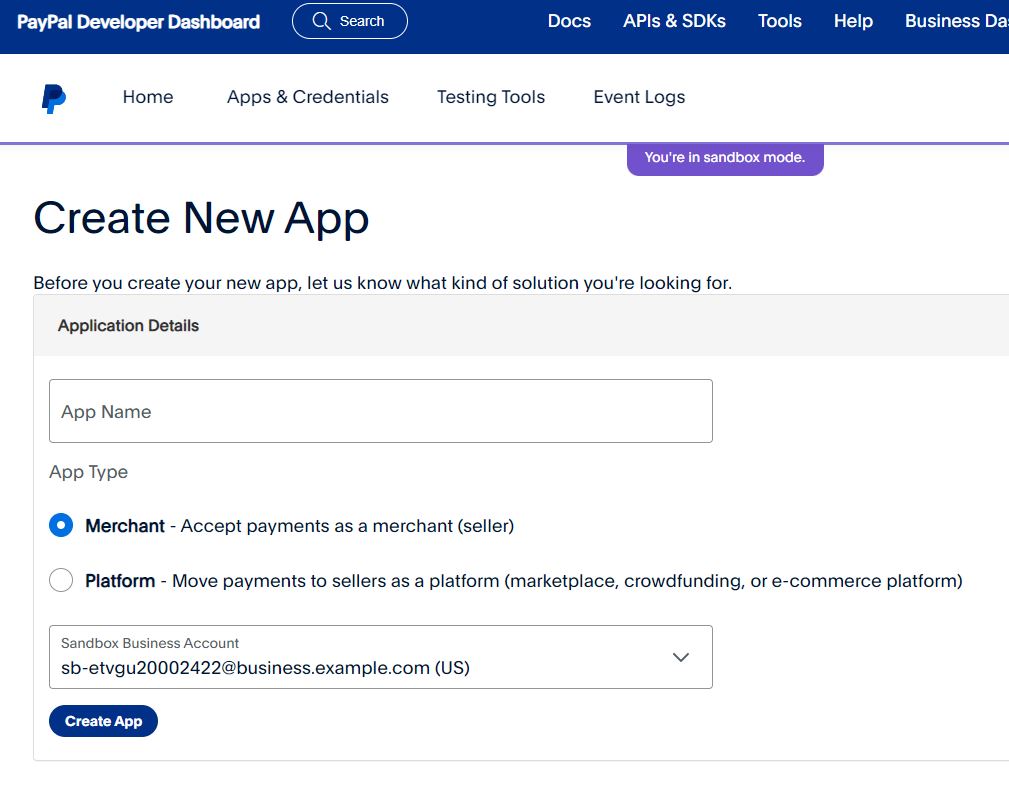 PayPal Developer Dashboard
Search
Docs
APIs & SDKs
Tools
Help
Business Da
Home
Apps & Credentials
Testing Tools
Event Logs
You're in sandbox mode.
Create New App
Before you create your new app, let us know what kind of solution you're looking for.
Application Details
App Name
App Type
Merchant - Accept payments as a merchant (seller)
Platform - Move payments to sellers as a platform (marketplace, crowdfunding, or e-commerce platform)
Sandbox Business Account
sb-etvgu20002422@business.example.com (US)
Create App